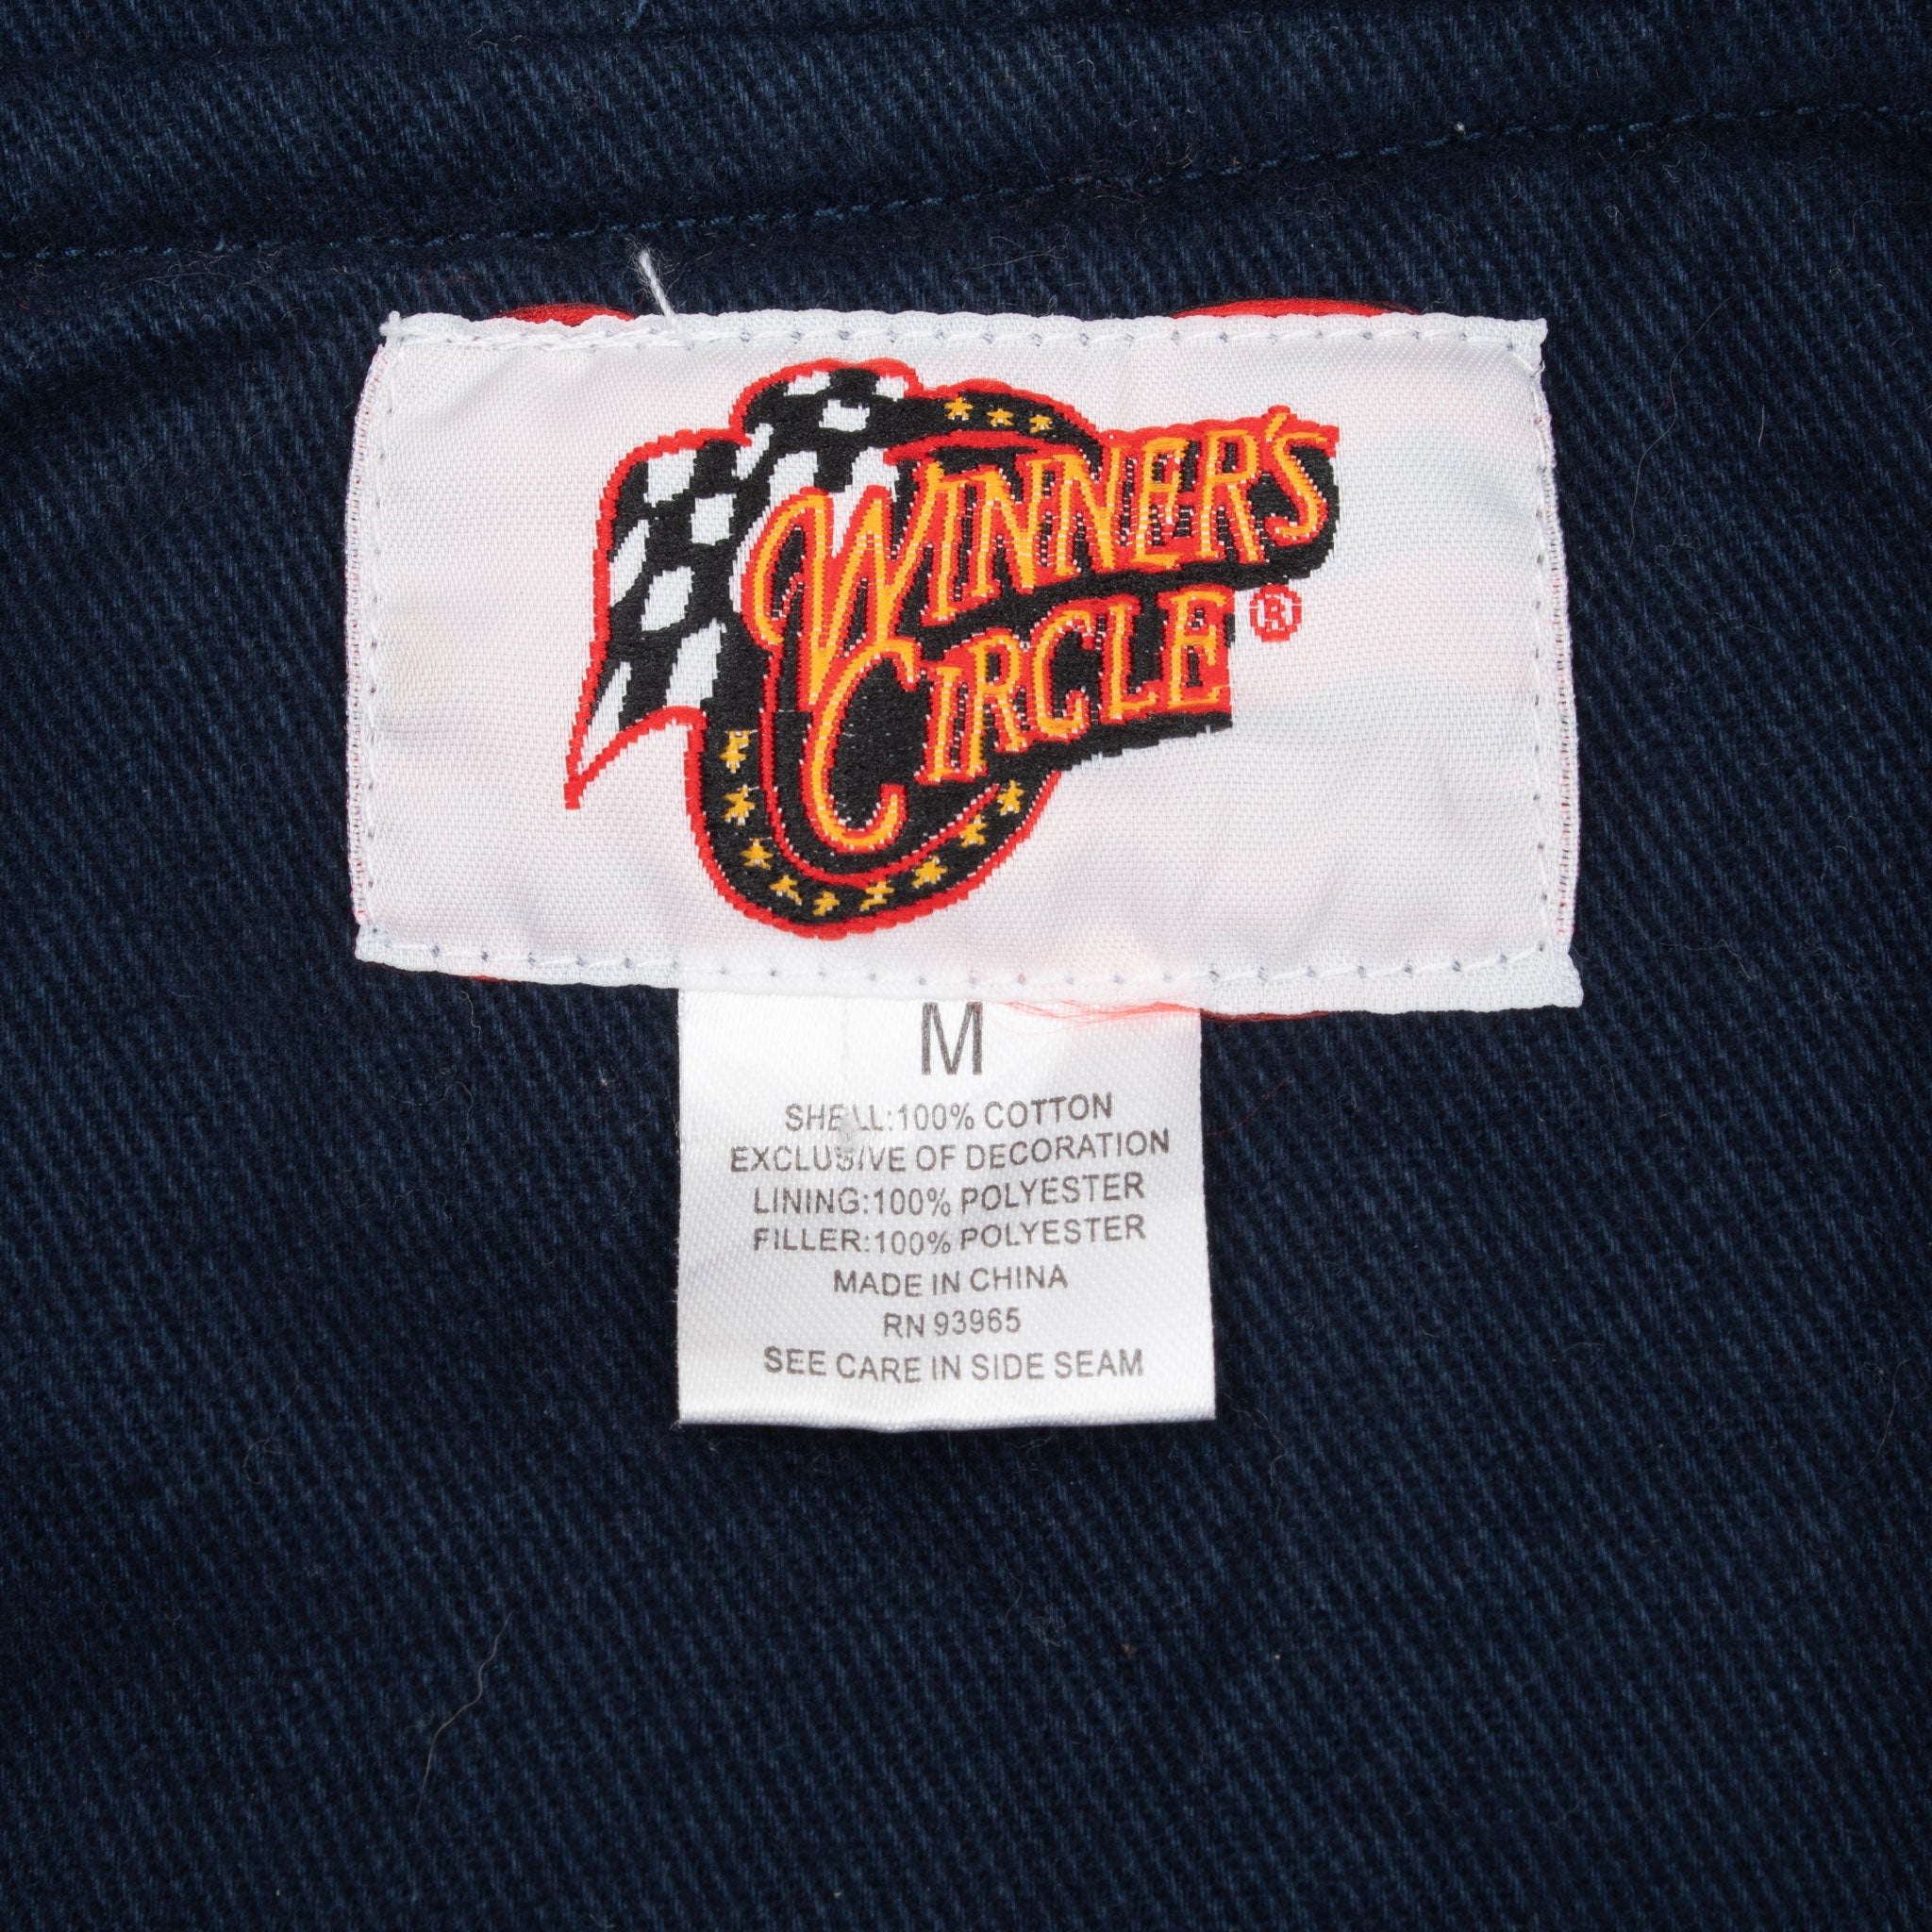 WINNER'S
CIRCLE ®
M
SHELL:100% COTTON
EXCLUSIVE OF DECORATION
LINING:100% POLYESTER
FILLER:100% POLYESTER
MADE IN CHINA
RN 93965
SEE CARE IN SIDE SEAM